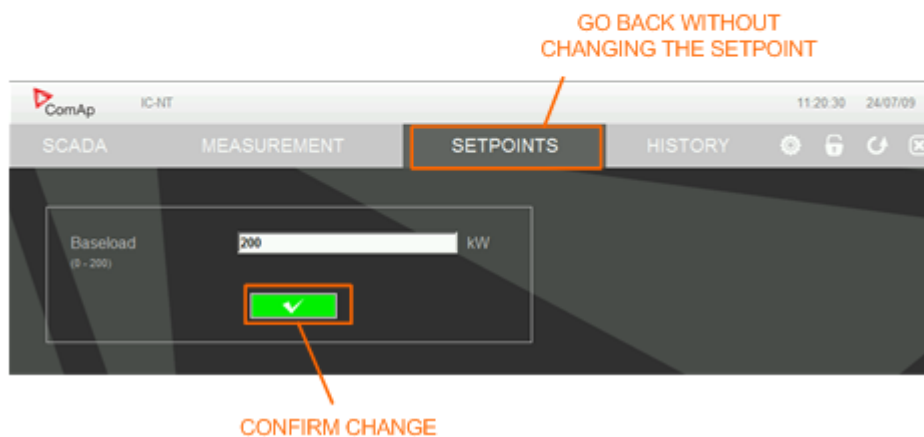 GO BACK WITHOUT
CHANGING THE SETPOINT
ComAp IC-NT 11:20:30 24/07/09
SCADA MEASUREMENT SETPOINTS HISTORY
Baseload 200 kW
(0 - 200)
CONFIRM CHANGE